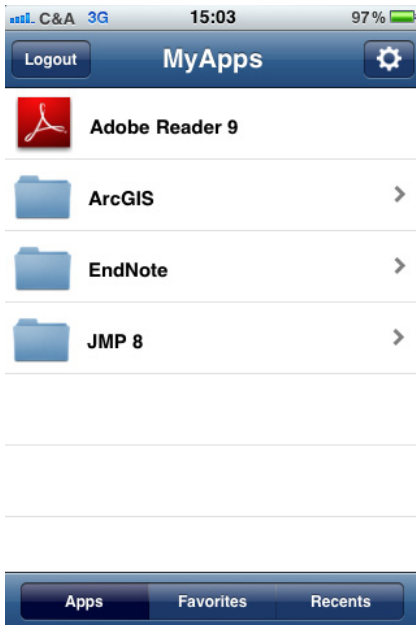 C&A 3G 15:03 97%
Logout MyApps
Adobe Reader 9
ArcGIS
EndNote
JMP 8
Apps Favorites Recents